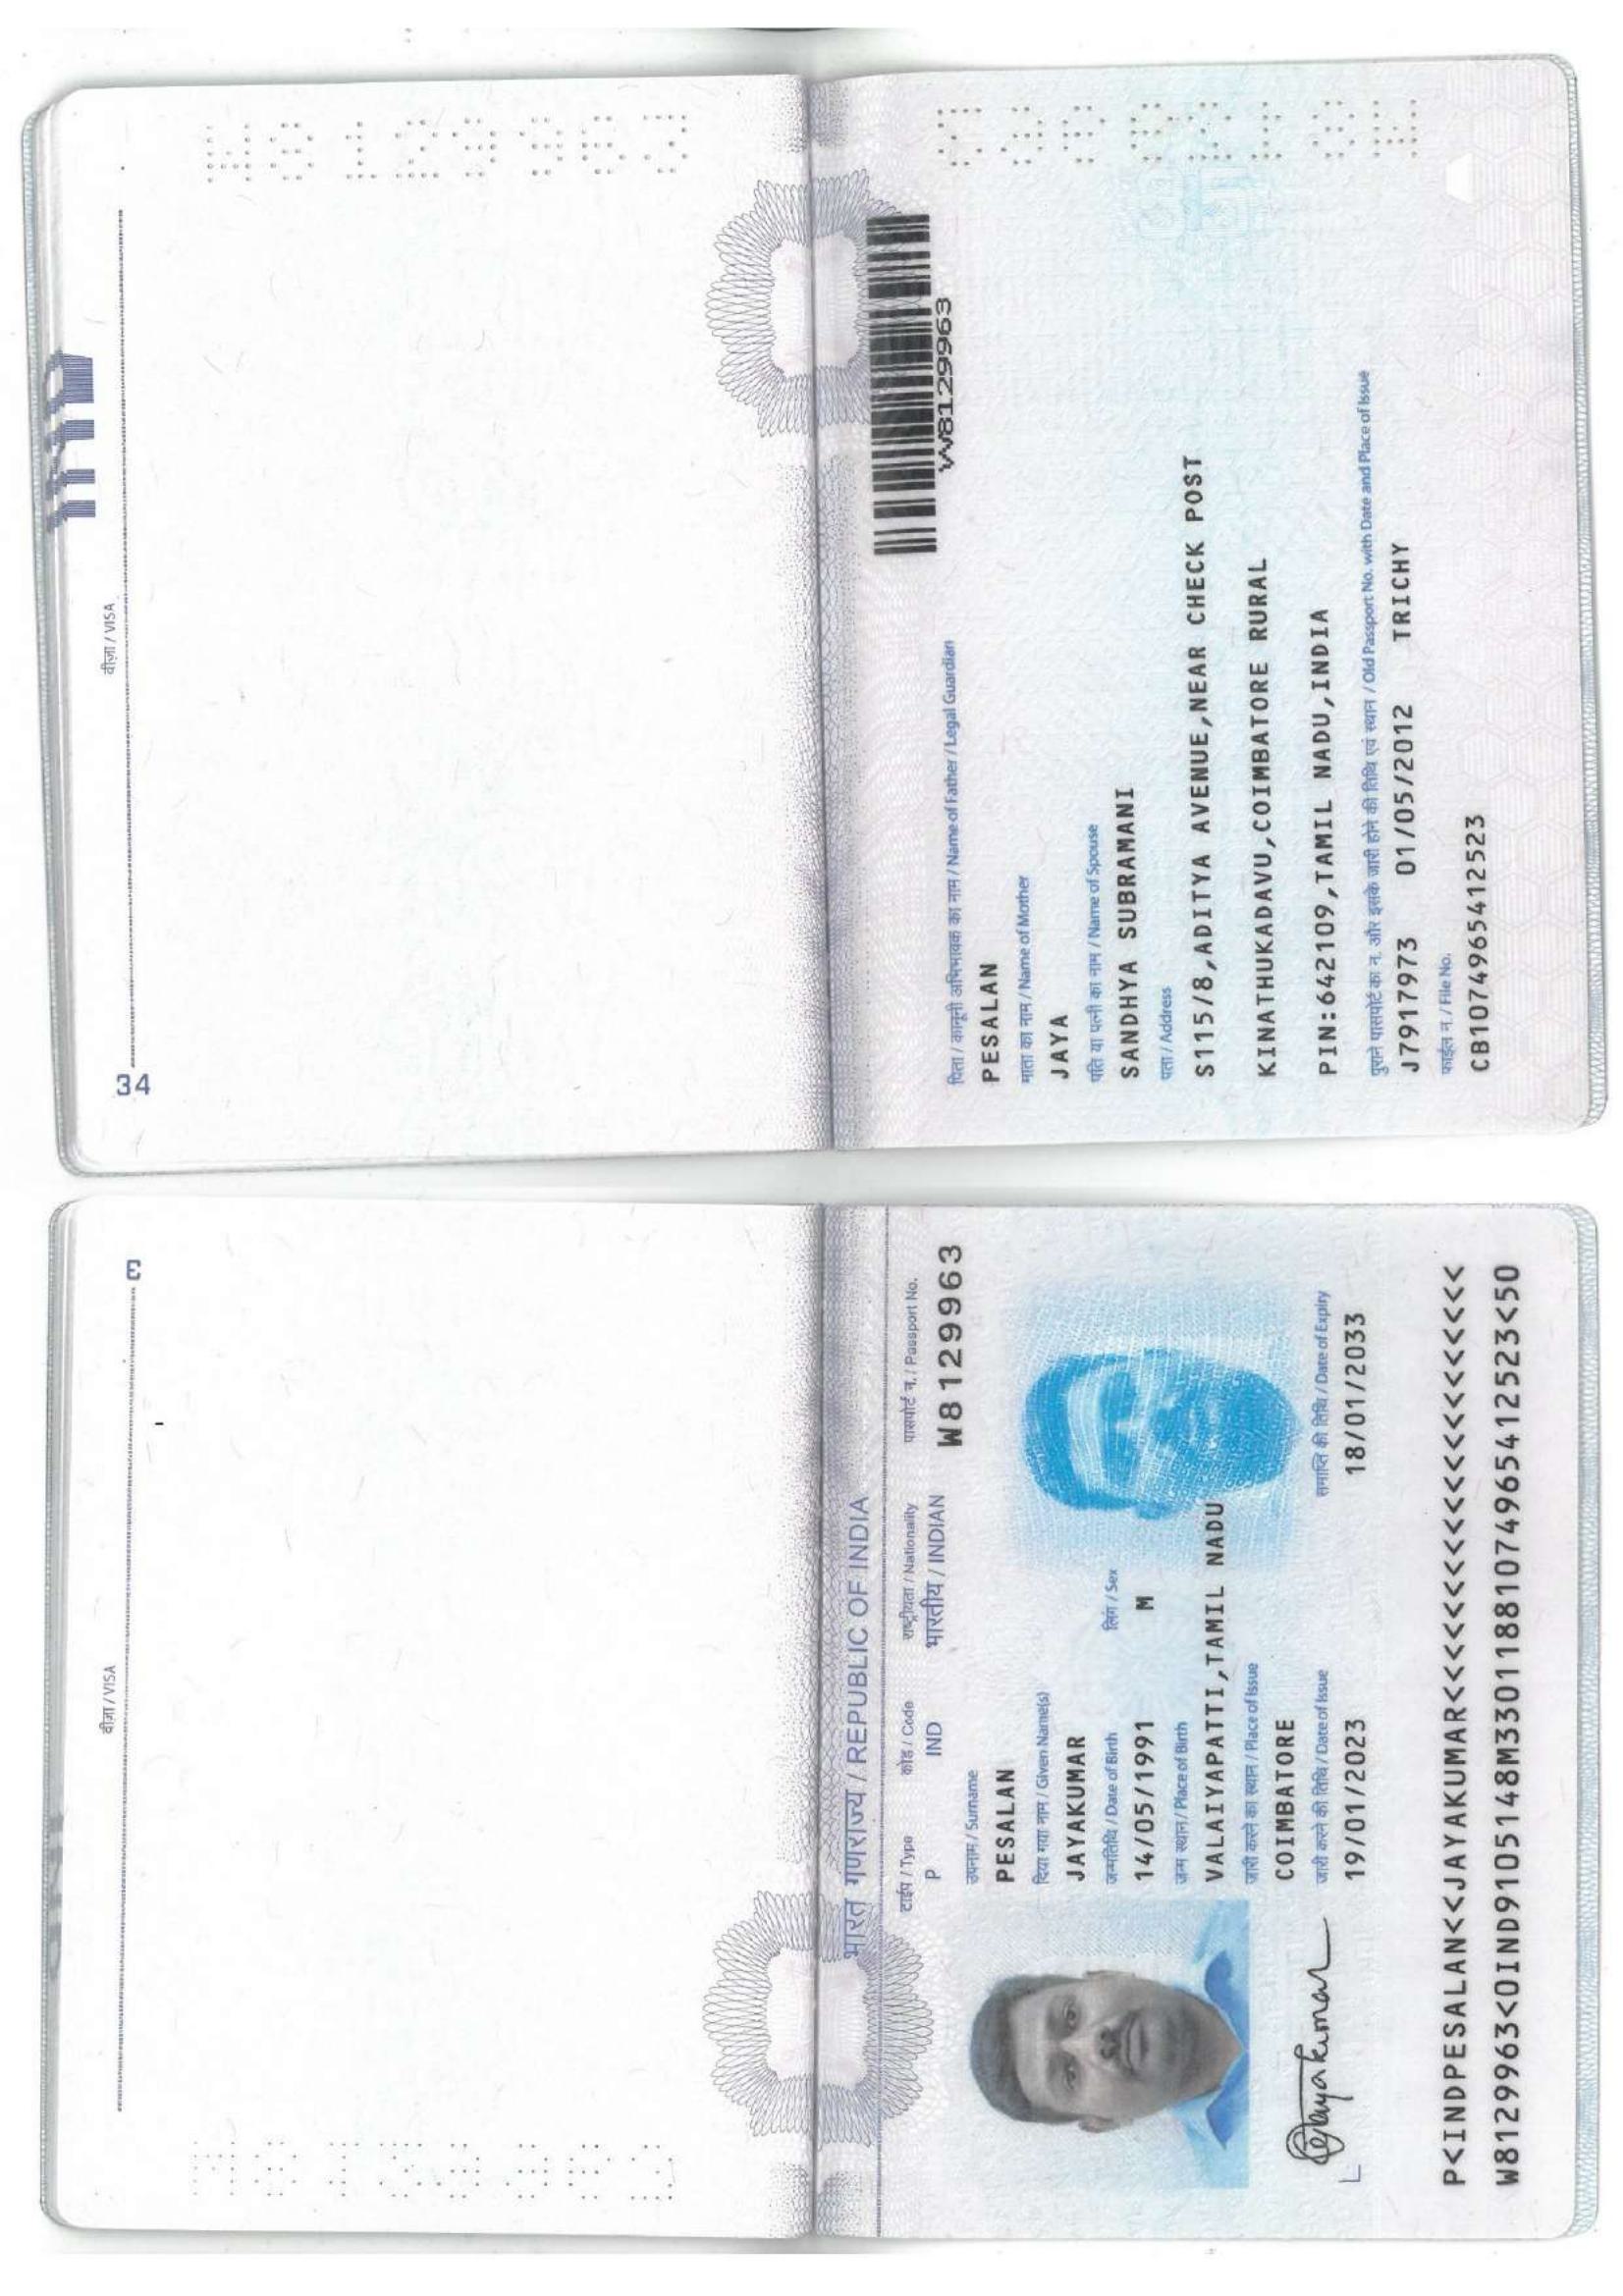 वीज़ा / VISA
3
भारत गणराज्य / REPUBLIC OF INDIA
टाईप / Type
कोड / Code
राष्ट्रीयता / Nationality
पासपोर्ट न. / Passport No.
P
IND
भारतीय / INDIAN
W8129963
उपनाम / Surname
PESALAN
दिया गया नाम / Given Name(s)
JAYAKUMAR
जन्मतिथि / Date of Birth
लिंग / Sex
14/05/1991
M
जन्म स्थान / Place of Birth
VALAIYAPATTI,TAMIL NADU
जारी करने का स्थान / Place of Issue
COIMBATORE
जारी करने की तिथि / Date of Issue
समाप्ति की तिथि / Date of Expiry
19/01/2023
18/01/2033
Jayakumar
P<INDPESALAN<<JAYAKUMAR<<<<<<<<<<<<<<<<<<<<<
W8129963<0IND9105148M33011881074965412523<50
34
वीज़ा / VISA
W8129963
पिता / कानूनी अभिभावक का नाम / Name of Father / Legal Guardian
PESALAN
माता का नाम / Name of Mother
JAYA
पति या पत्नी का नाम / Name of Spouse
SANDHYA SUBRAMANI
पता / Address
S115/8,ADITYA AVENUE,NEAR CHECK POST
KINATHUKADAVU,COIMBATORE RURAL
PIN:642109,TAMIL NADU,INDIA
पुराने पासपोर्ट का न. और इसके जारी होने की तिथि एवं स्थान / Old Passport No. with Date and Place of Issue
J7917973 01/05/2012 TRICHY
फाईल न / File No.
CB1074965412523